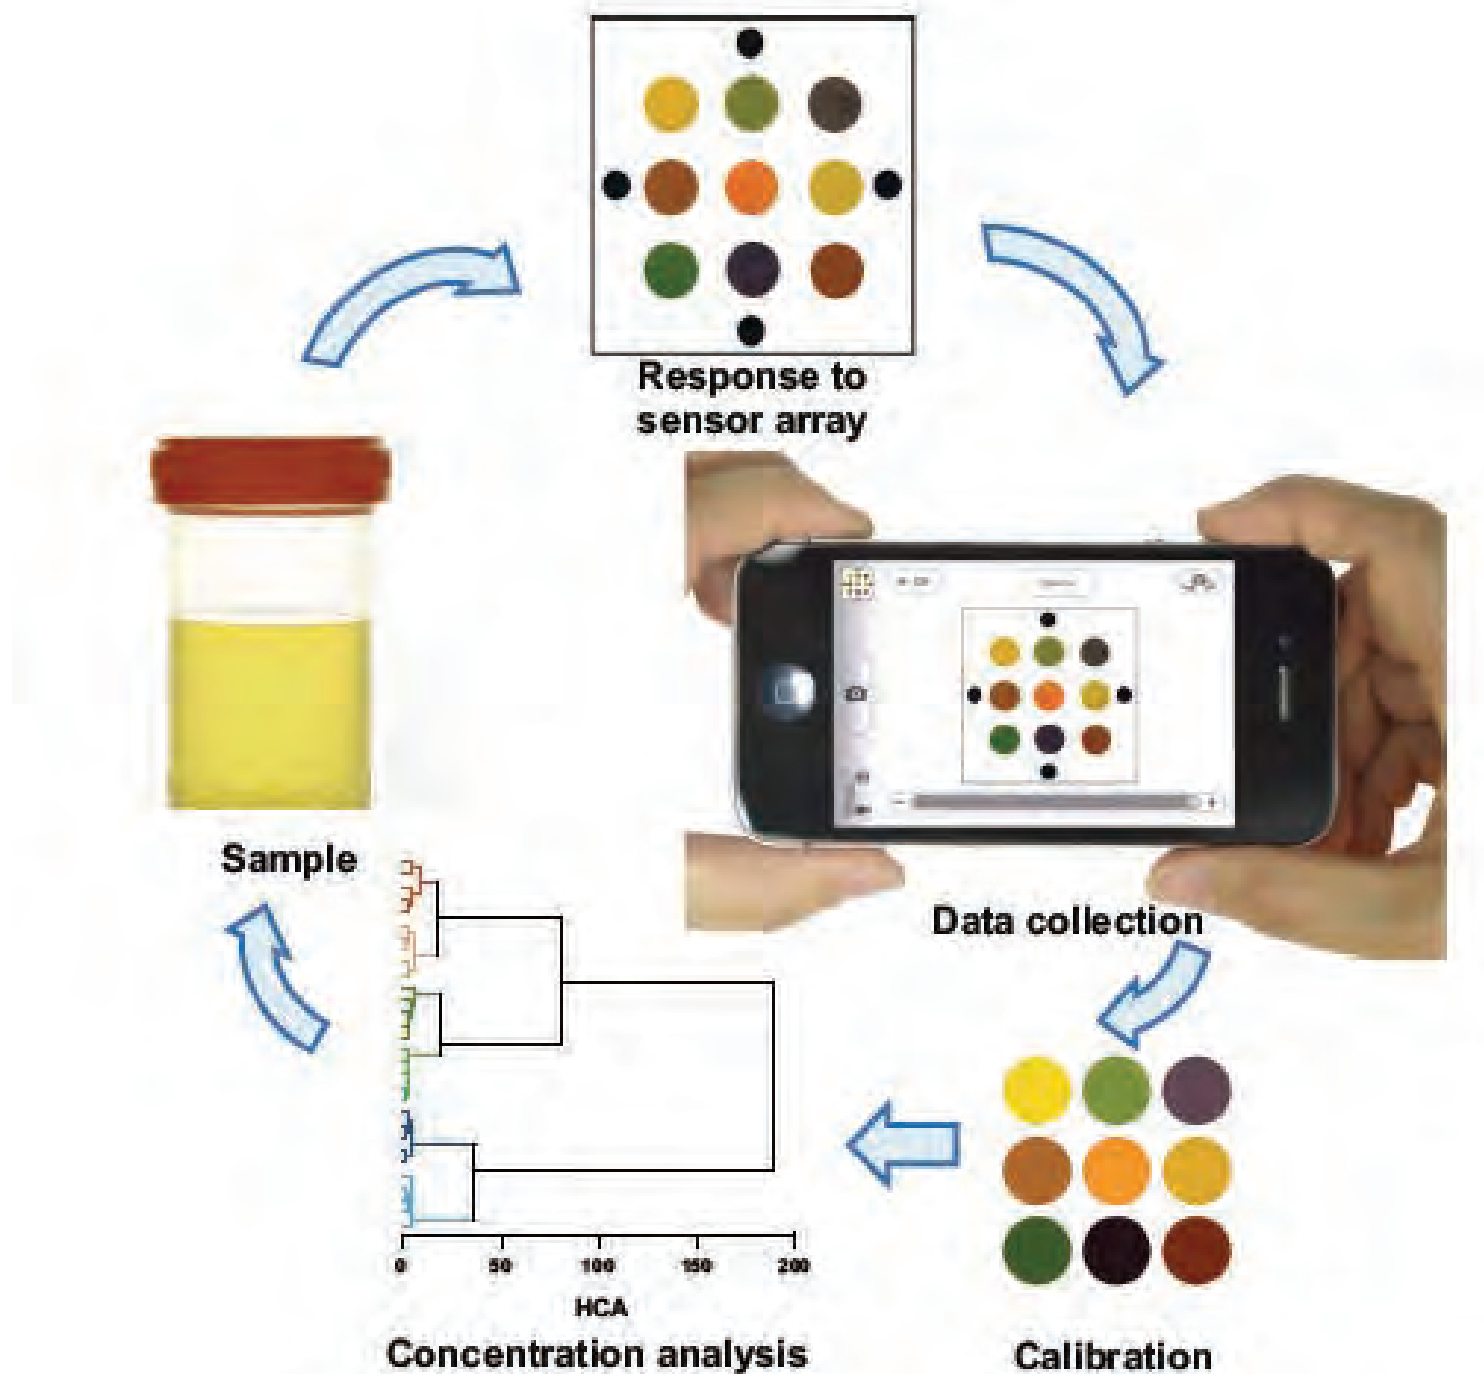 Response to
sensor array
Sample
Data collection
0 50 100 150 200
HCA
Concentration analysis
Calibration